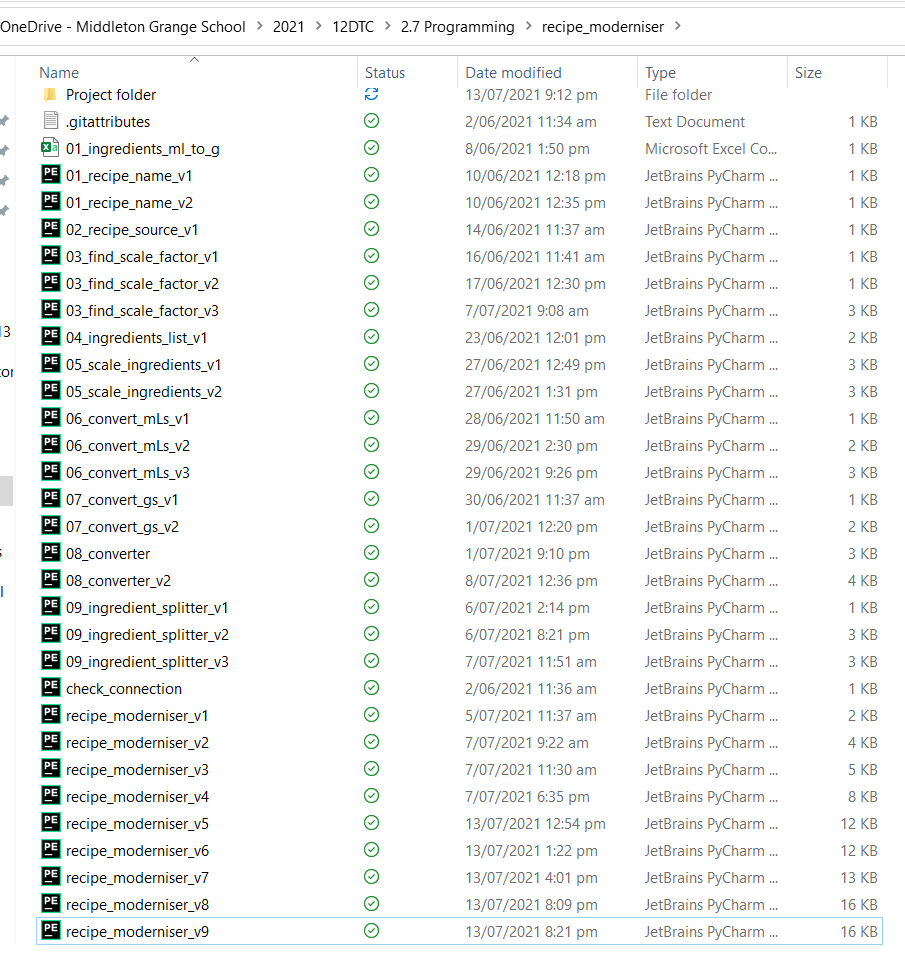 OneDrive - Middleton Grange School > 2021 > 12DTC > 2.7 Programming > recipe_moderniser >
Name Status Date modified Type Size
Project folder 13/07/2021 9:12 pm File folder
.gitattributes 2/06/2021 11:34 am Text Document 1 KB
01_ingredients_ml_to_g 8/06/2021 1:50 pm Microsoft Excel Co... 1 KB
01_recipe_name_v1 10/06/2021 12:18 pm JetBrains PyCharm ... 1 KB
01_recipe_name_v2 10/06/2021 12:35 pm JetBrains PyCharm ... 1 KB
02_recipe_source_v1 14/06/2021 11:37 am JetBrains PyCharm ... 1 KB
03_find_scale_factor_v1 16/06/2021 11:41 am JetBrains PyCharm ... 1 KB
03_find_scale_factor_v2 17/06/2021 12:30 pm JetBrains PyCharm ... 1 KB
03_find_scale_factor_v3 7/07/2021 9:08 am JetBrains PyCharm ... 3 KB
04_ingredients_list_v1 23/06/2021 12:01 pm JetBrains PyCharm ... 2 KB
05_scale_ingredients_v1 27/06/2021 12:49 pm JetBrains PyCharm ... 3 KB
05_scale_ingredients_v2 27/06/2021 1:31 pm JetBrains PyCharm ... 3 KB
06_convert_mLs_v1 28/06/2021 11:50 am JetBrains PyCharm ... 1 KB
06_convert_mLs_v2 29/06/2021 2:30 pm JetBrains PyCharm ... 2 KB
06_convert_mLs_v3 29/06/2021 9:26 pm JetBrains PyCharm ... 3 KB
07_convert_gs_v1 30/06/2021 11:37 am JetBrains PyCharm ... 1 KB
07_convert_gs_v2 1/07/2021 12:20 pm JetBrains PyCharm ... 2 KB
08_converter 1/07/2021 9:10 pm JetBrains PyCharm ... 3 KB
08_converter_v2 8/07/2021 12:36 pm JetBrains PyCharm ... 4 KB
09_ingredient_splitter_v1 6/07/2021 2:14 pm JetBrains PyCharm ... 1 KB
09_ingredient_splitter_v2 6/07/2021 8:21 pm JetBrains PyCharm ... 3 KB
09_ingredient_splitter_v3 7/07/2021 11:51 am JetBrains PyCharm ... 3 KB
check_connection 2/06/2021 11:36 am JetBrains PyCharm ... 1 KB
recipe_moderniser_v1 5/07/2021 11:37 am JetBrains PyCharm ... 2 KB
recipe_moderniser_v2 7/07/2021 9:22 am JetBrains PyCharm ... 4 KB
recipe_moderniser_v3 7/07/2021 11:30 am JetBrains PyCharm ... 5 KB
recipe_moderniser_v4 7/07/2021 6:35 pm JetBrains PyCharm ... 8 KB
recipe_moderniser_v5 13/07/2021 12:54 pm JetBrains PyCharm ... 12 KB
recipe_moderniser_v6 13/07/2021 1:22 pm JetBrains PyCharm ... 12 KB
recipe_moderniser_v7 13/07/2021 4:01 pm JetBrains PyCharm ... 13 KB
recipe_moderniser_v8 13/07/2021 8:09 pm JetBrains PyCharm ... 16 KB
recipe_moderniser_v9 13/07/2021 8:21 pm JetBrains PyCharm ... 16 KB